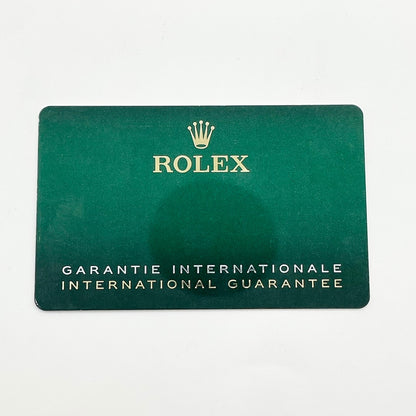 ROLEX
GARANTIE INTERNATIONALE
INTERNATIONAL GUARANTEE